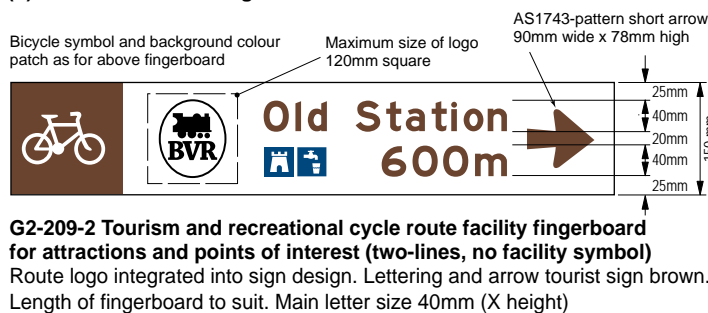 Bicycle symbol and background colour
patch as for above fingerboard
Maximum size of logo
120mm square
AS1743-pattern short arrow
90mm wide x 78mm high
BVR
Old Station
600m
25mm
40mm
20mm
40mm
25mm
G2-209-2 Tourism and recreational cycle route facility fingerboard
for attractions and points of interest (two-lines, no facility symbol)
Route logo integrated into sign design. Lettering and arrow tourist sign brown.
Length of fingerboard to suit. Main letter size 40mm (X height)